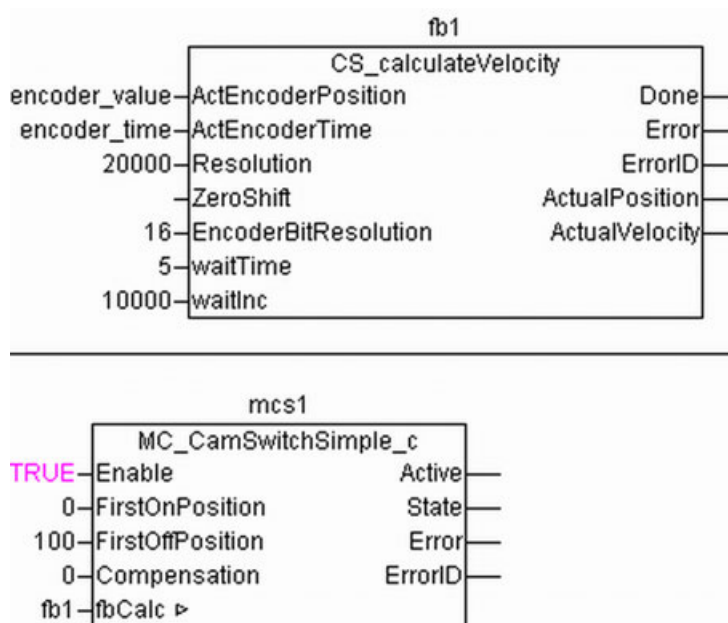 fb1
CS_calculateVelocity
encoder_value ActEncoderPosition Done
encoder_time ActEncoderTime Error
20000 Resolution ErrorID
ZeroShift ActualPosition
16 EncoderBitResolution ActualVelocity
5 waitTime
10000 waitInc
mcs1
MC_CamSwitchSimple_c
TRUE Enable Active
0 FirstOnPosition State
100 FirstOffPosition Error
0 Compensation ErrorID
fb1 fbCalc